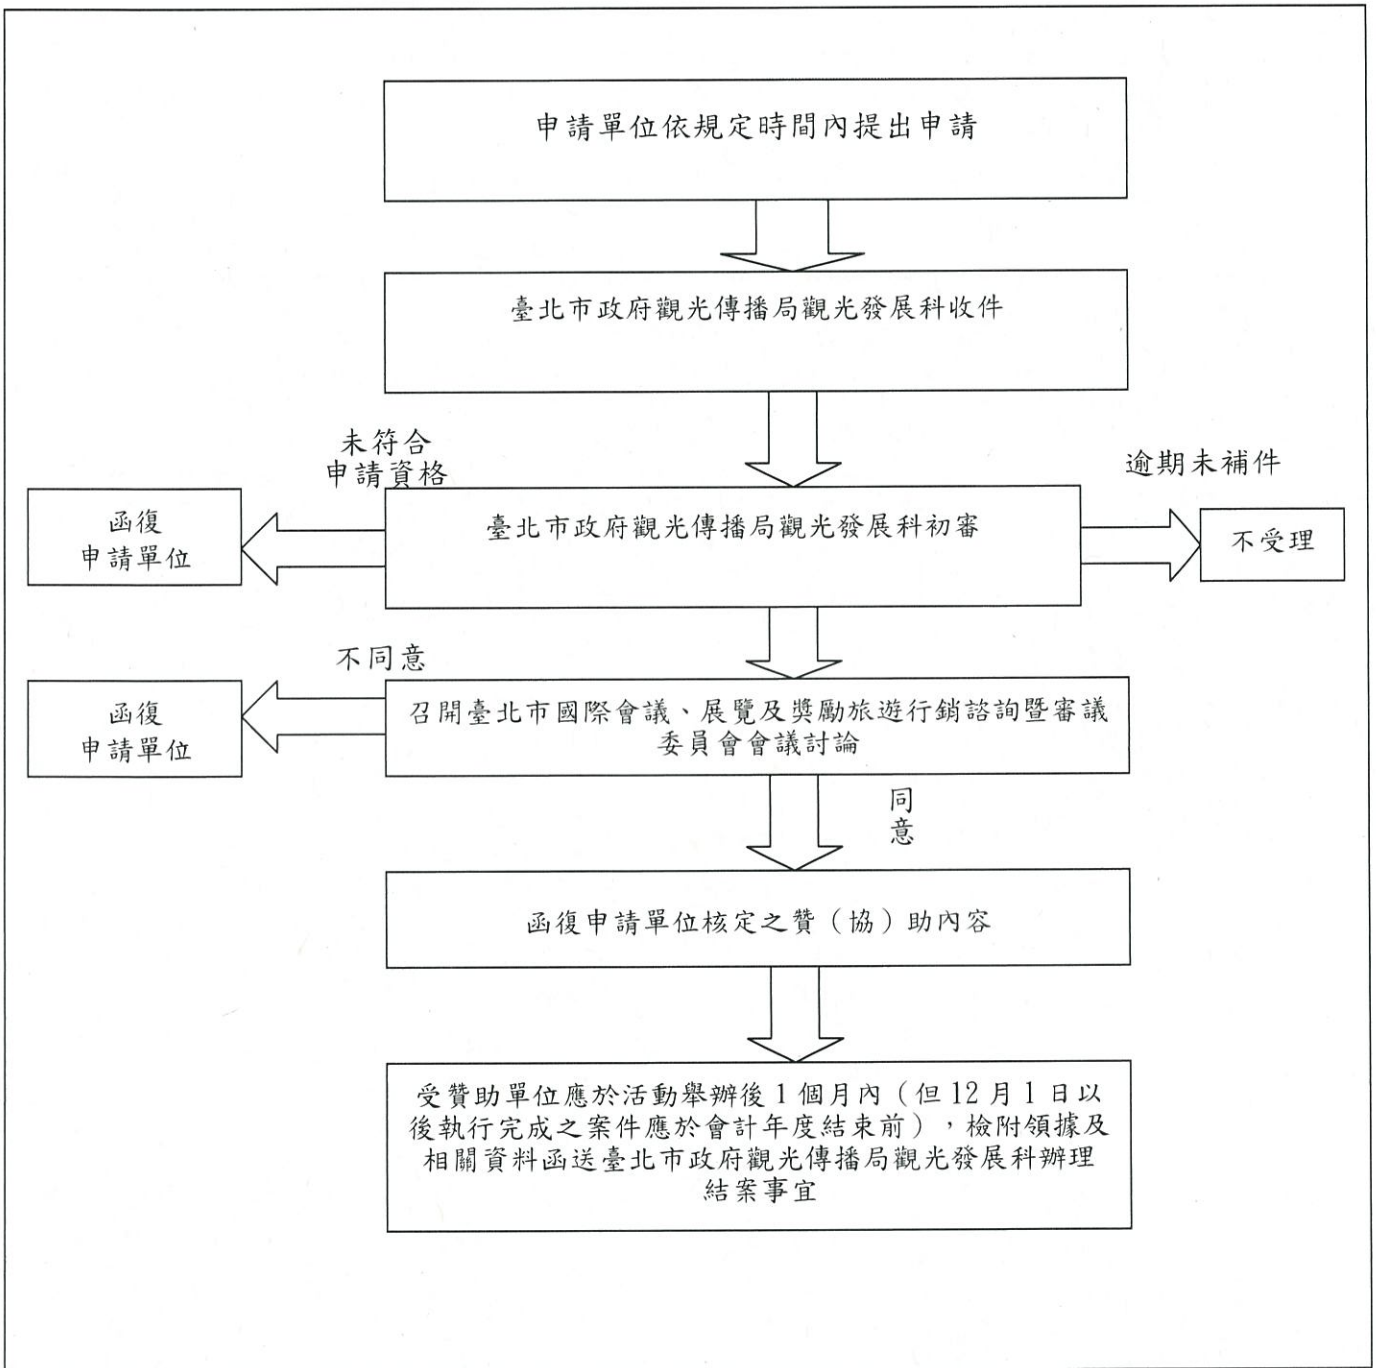 申請單位依規定時間內提出申請
臺北市政府觀光傳播局觀光發展科收件
未符合
申請資格
逾期未補件
函復
申請單位
臺北市政府觀光傳播局觀光發展科初審
不受理
不同意
函復
申請單位
召開臺北市國際會議、展覽及獎勵旅遊行銷諮詢暨審議
委員會會議討論
同
意
函復申請單位核定之贊（協）助內容
受贊助單位應於活動舉辦後1個月內（但12月1日以
後執行完成之案件應於會計年度結束前），檢附領據及
相關資料函送臺北市政府觀光傳播局觀光發展科辦理
結案事宜